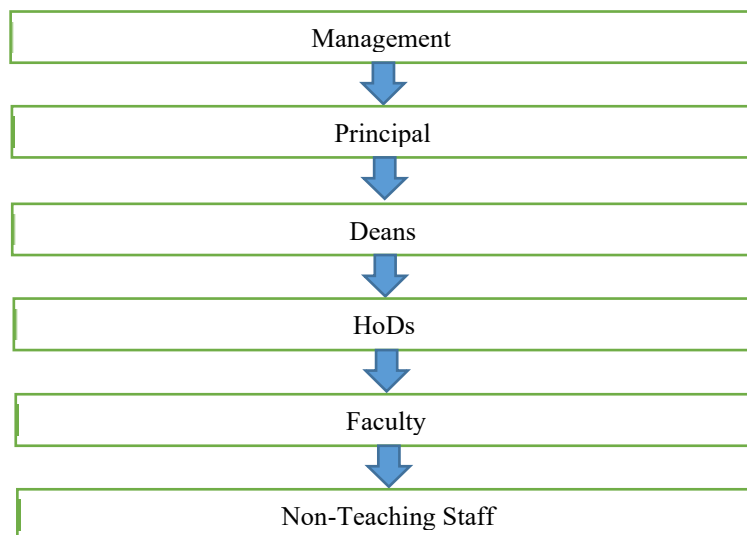 Management
Principal
Deans
HoDs
Faculty
Non-Teaching Staff